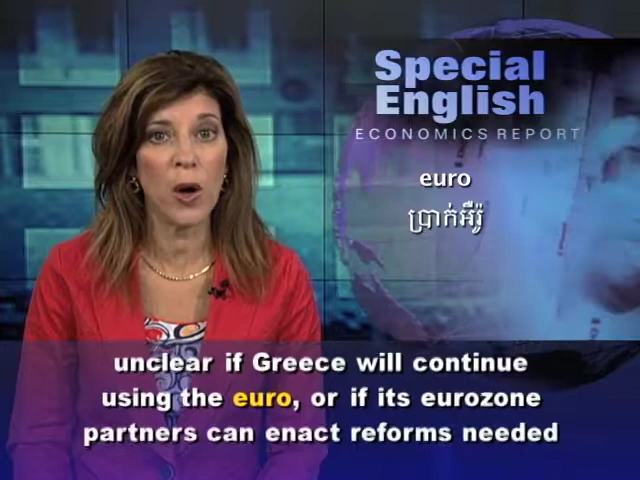 Special
English
ECONOMICS REPORT
euro
ប្រាក់អឺរ៉ូ
unclear if Greece will continue
using the euro, or if its eurozone
partners can enact reforms needed